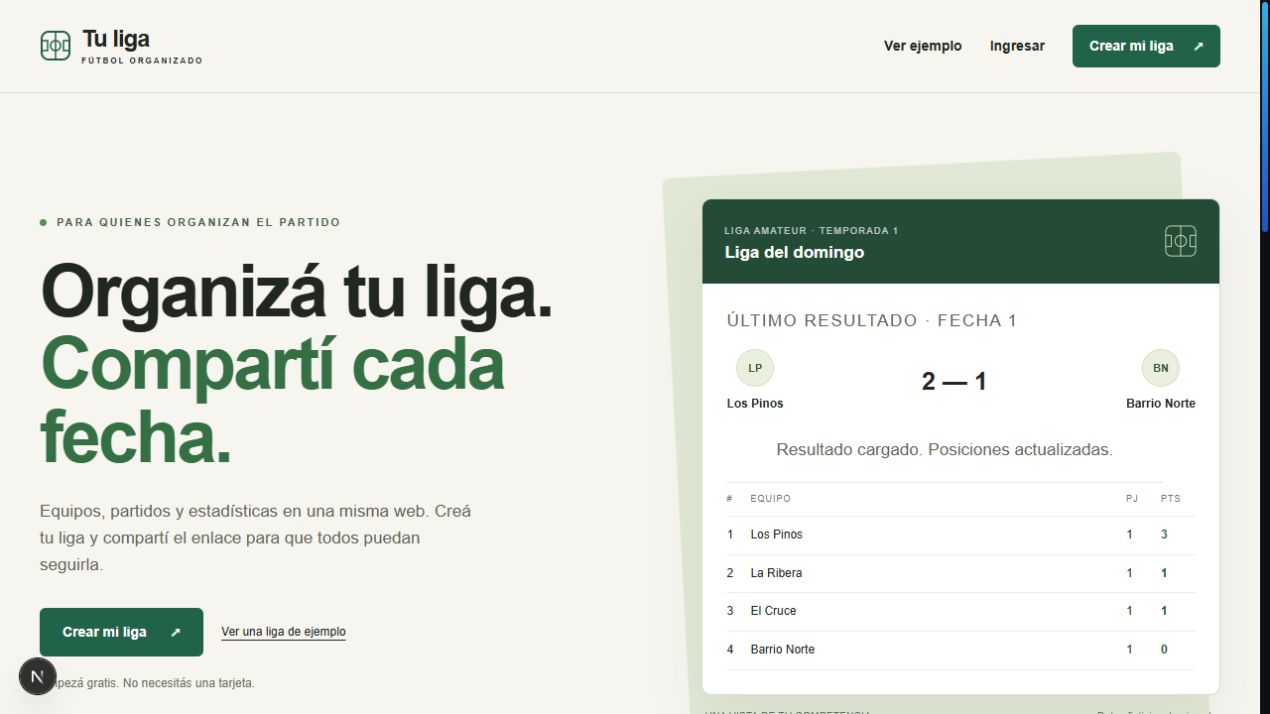 Tu liga
FÚTBOL ORGANIZADO
Ver ejemplo
Ingresar
Crear mi liga ↗
PARA QUIENES ORGANIZAN EL PARTIDO
Organizá tu liga.
Compartí cada
fecha.
Equipos, partidos y estadísticas en una misma web. Creá
tu liga y compartí el enlace para que todos puedan
seguirla.
Crear mi liga ↗
Ver una liga de ejemplo
gratis. No necesitás una tarjeta.
LIGA AMATEUR · TEMPORADA 1
Liga del domingo
ÚLTIMO RESULTADO · FECHA 1
LP
2 — 1
BN
Los Pinos
Barrio Norte
Resultado cargado. Posiciones actualizadas.
# EQUIPO PJ PTS
1 Los Pinos 1 3
2 La Ribera 1 1
3 El Cruce 1 1
4 Barrio Norte 1 0
N